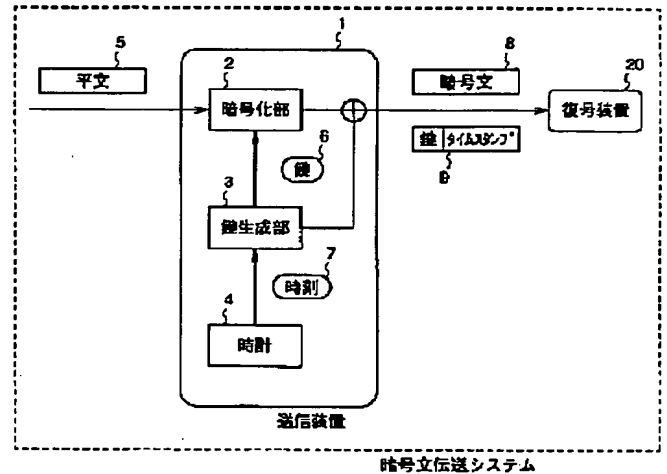 1
5
平文
2
暗号化部
8
暗号文
20
復号装置
6
鍵
鍵 タイムスタンプ
9
3
鍵生成部
7
時刻
4
時計
送信装置
暗号文伝送システム